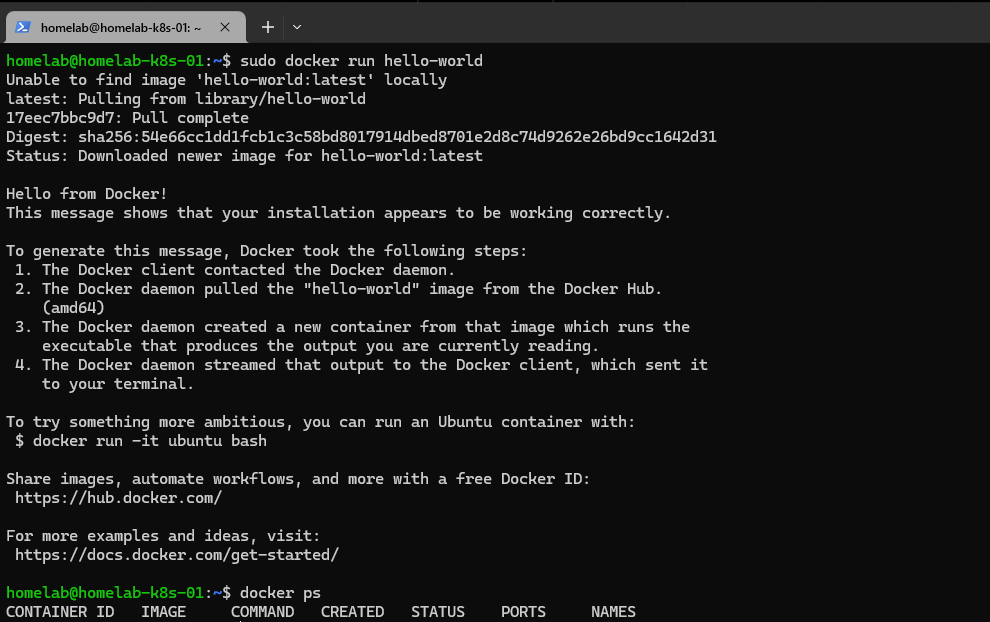 homelab@homelab-k8s-01: ~
homelab@homelab-k8s-01:~$ sudo docker run hello-world
Unable to find image 'hello-world:latest' locally
latest: Pulling from library/hello-world
17eec7bbc9d7: Pull complete
Digest: sha256:54e66cc1dd1fcb1c3c58bd8017914dbed8701e2d8c74d9262e26bd9cc1642d31
Status: Downloaded newer image for hello-world:latest

Hello from Docker!
This message shows that your installation appears to be working correctly.

To generate this message, Docker took the following steps:
 1. The Docker client contacted the Docker daemon.
 2. The Docker daemon pulled the "hello-world" image from the Docker Hub.
    (amd64)
 3. The Docker daemon created a new container from that image which runs the
    executable that produces the output you are currently reading.
 4. The Docker daemon streamed that output to the Docker client, which sent it
    to your terminal.

To try something more ambitious, you can run an Ubuntu container with:
 $ docker run -it ubuntu bash

Share images, automate workflows, and more with a free Docker ID:
 https://hub.docker.com/

For more examples and ideas, visit:
 https://docs.docker.com/get-started/

homelab@homelab-k8s-01:~$ docker ps
CONTAINER ID   IMAGE     COMMAND   CREATED   STATUS    PORTS     NAMES